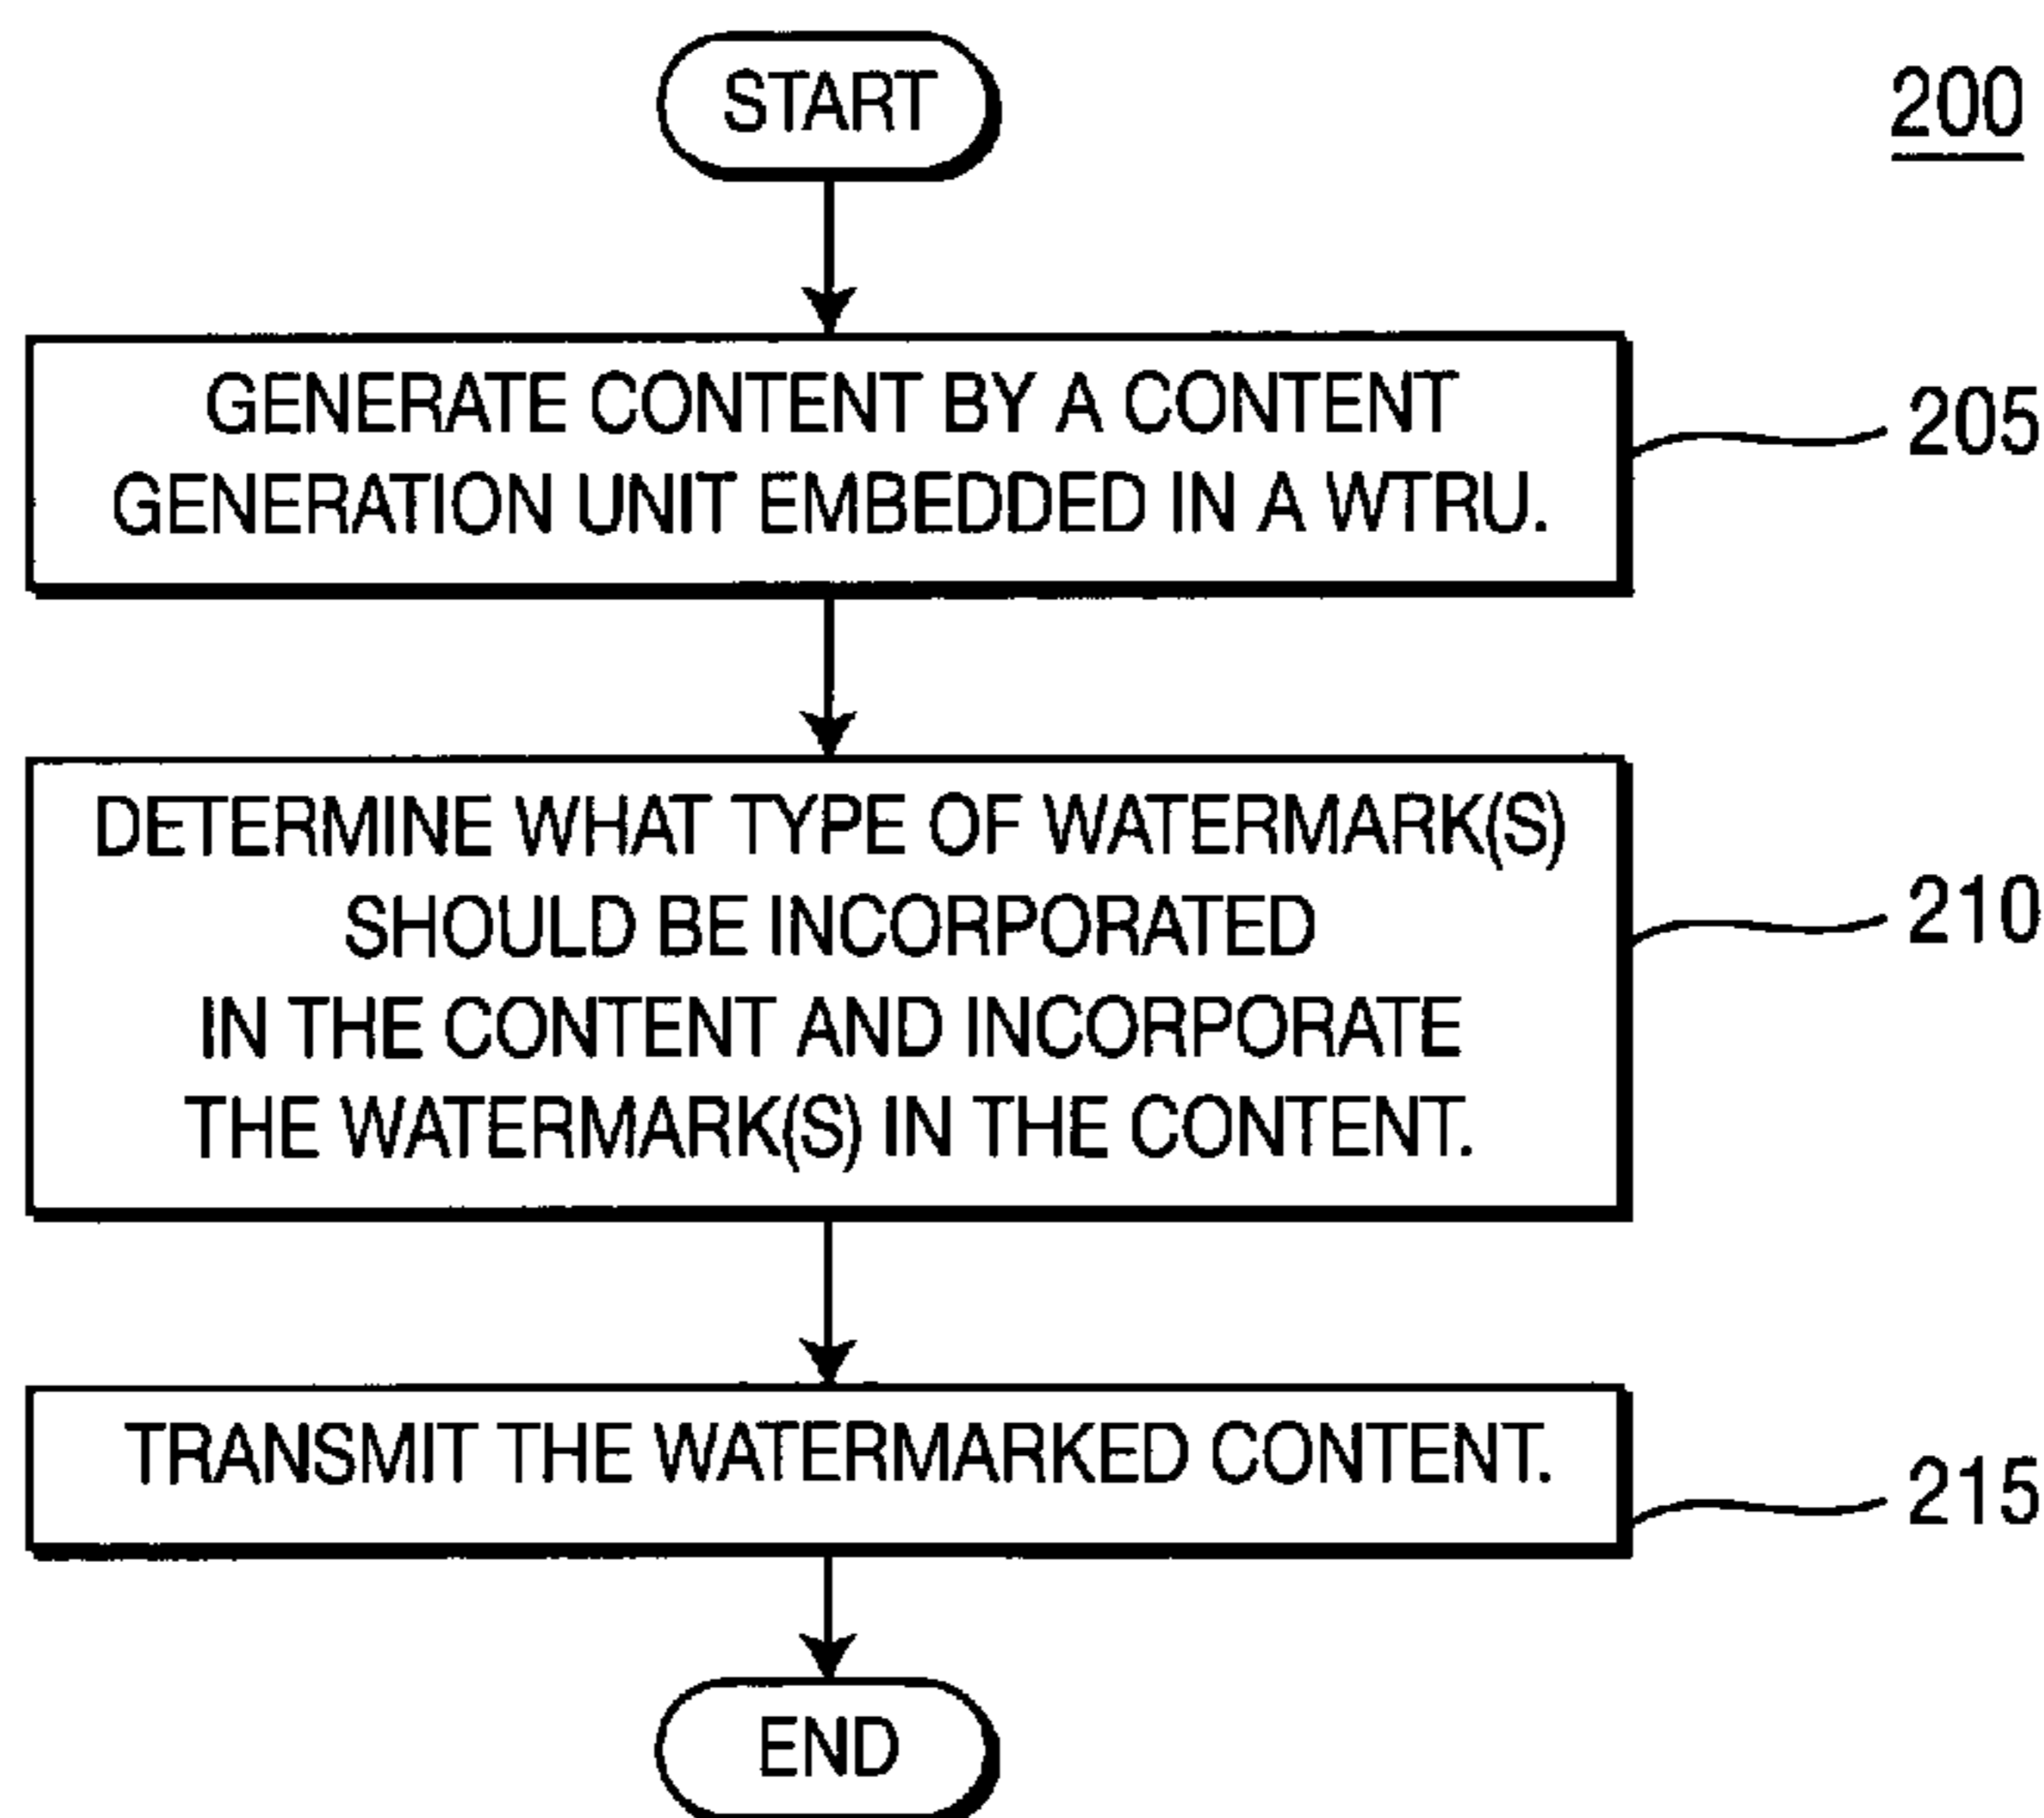 START
200
GENERATE CONTENT BY A CONTENT
GENERATION UNIT EMBEDDED IN A WTRU.
205
DETERMINE WHAT TYPE OF WATERMARK(S)
SHOULD BE INCORPORATED
IN THE CONTENT AND INCORPORATE
THE WATERMARK(S) IN THE CONTENT.
210
TRANSMIT THE WATERMARKED CONTENT.
215
END